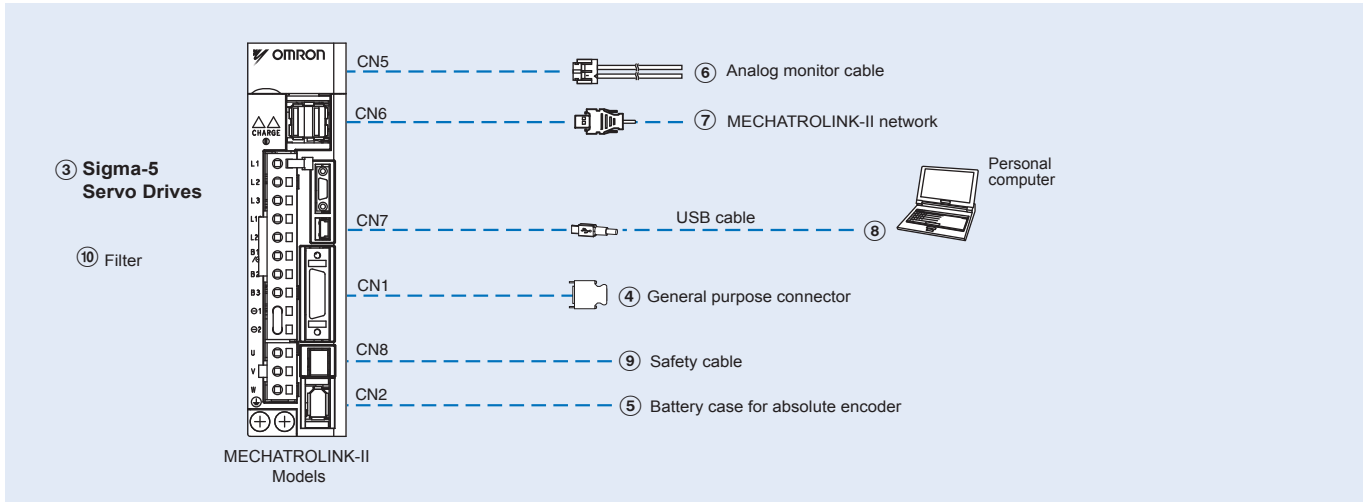 OMRON
CN5
⑥ Analog monitor cable
CN6
⑦ MECHATROLINK-II network
CHARGE
③ Sigma-5
Servo Drives
L1
L2
L3
L1
L2
B1
B2
B3
⊖1
⊖2
U
V
W
Personal
computer
CN7
USB cable
⑧
⑩ Filter
CN1
④ General purpose connector
CN8
⑨ Safety cable
CN2
⑤ Battery case for absolute encoder
MECHATROLINK-II
Models